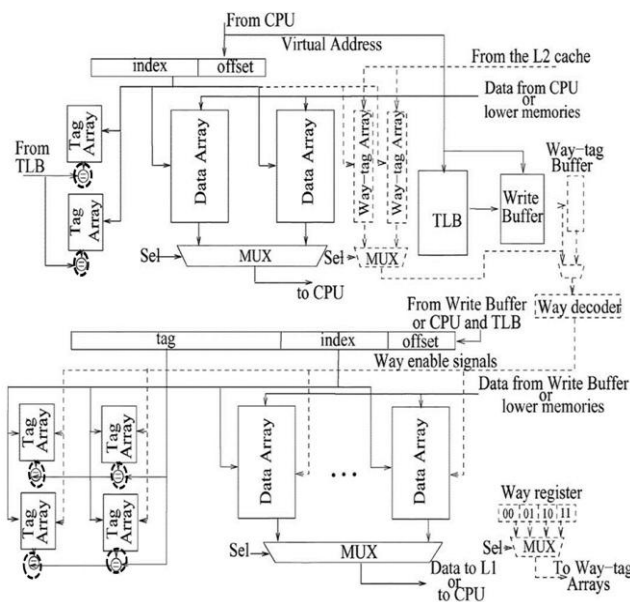 From CPU
Virtual Address
From the L2 cache
index
offset
Data from CPU
or
lower memories
From
TLB
Tag
Array
Tag
Array
Data Array
Data Array
Way-tag Array
Way-tag Array
TLB
Write
Buffer
Way-tag
Buffer
Sel
MUX
Sel
MUX
to CPU
Way decoder
From Write Buffer
or CPU and TLB
tag
index
offset
Way enable signals
Data from Write Buffer
or
lower memories
Tag
Array
Tag
Array
Tag
Array
Tag
Array
Data Array
...
Data Array
Way register
00 01 10 11
Sel
MUX
Sel
MUX
Data to L1
or
to CPU
To Way-tag
Arrays